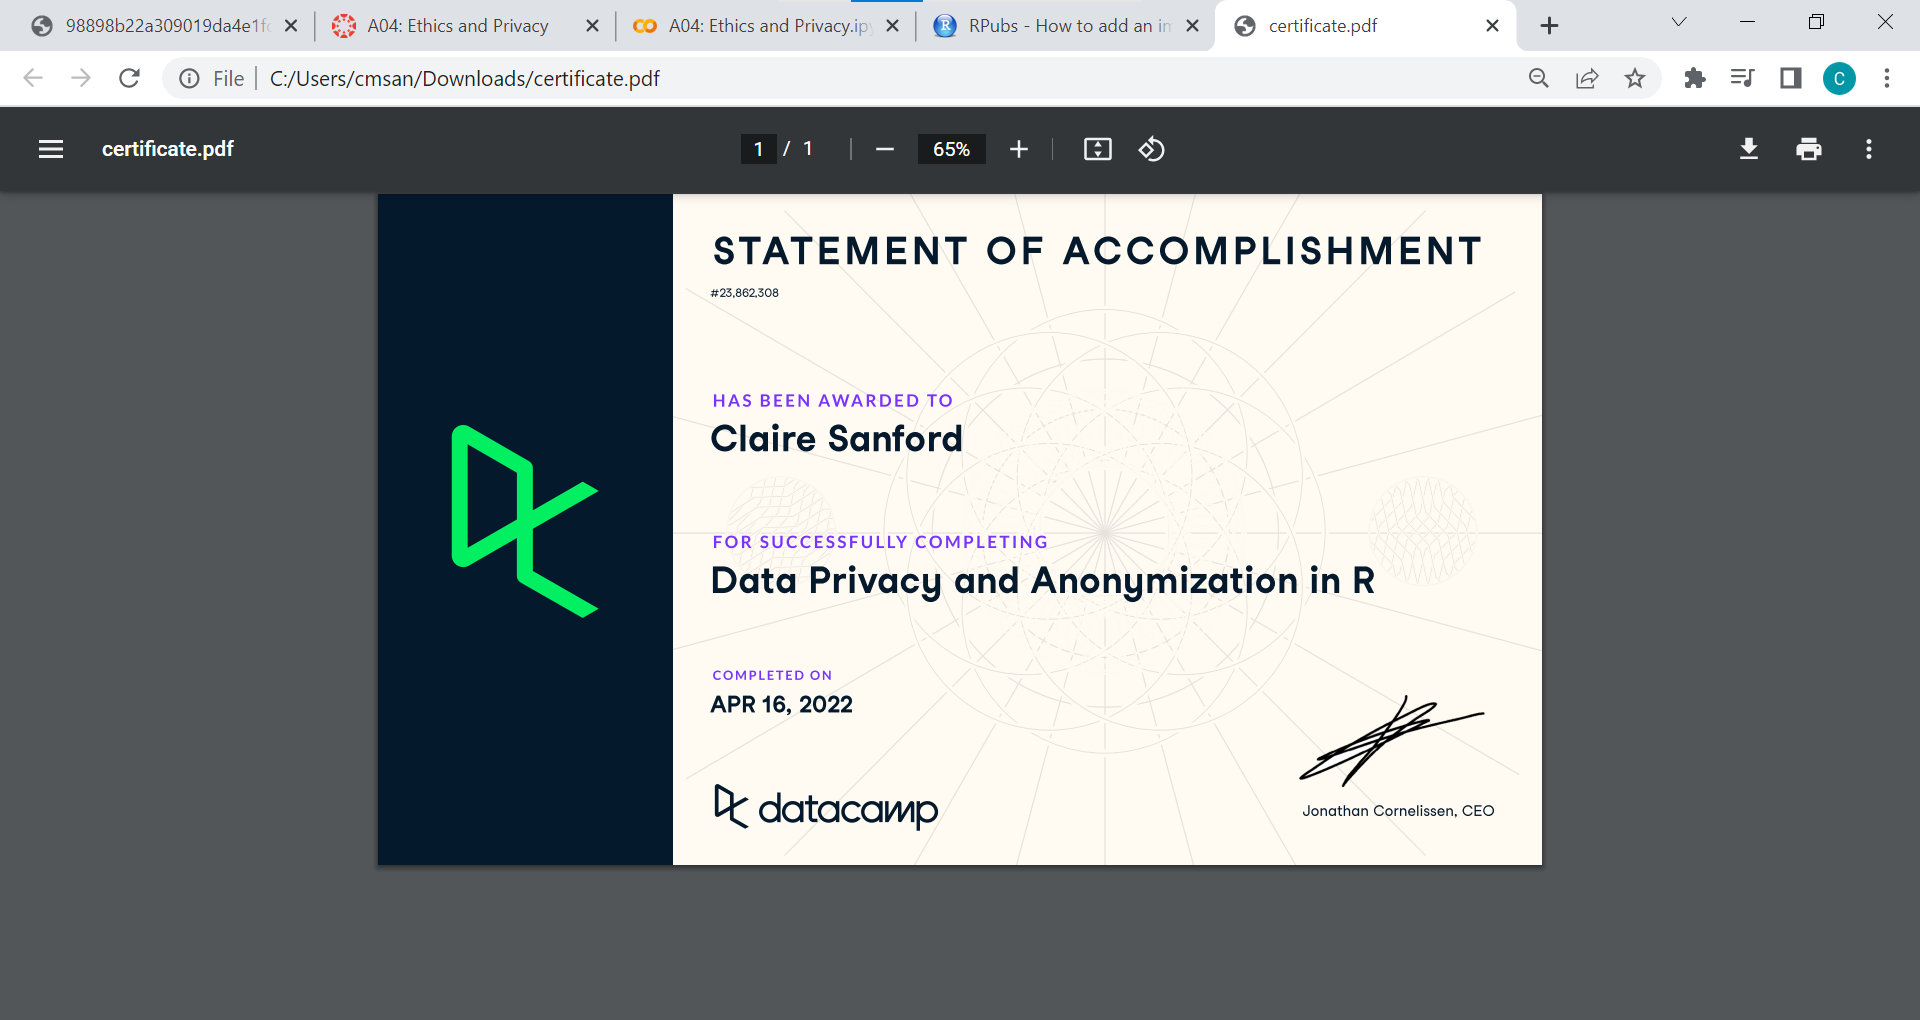 98898b22a309019da4e1f
A04: Ethics and Privacy
A04: Ethics and Privacy.ip
RPubs - How to add an i
certificate.pdf
File
C:/Users/cmsan/Downloads/certificate.pdf
C
certificate.pdf
1 / 1
65%
STATEMENT OF ACCOMPLISHMENT
#23,862,308
HAS BEEN AWARDED TO
Claire Sanford
FOR SUCCESSFULLY COMPLETING
Data Privacy and Anonymization in R
COMPLETED ON
APR 16, 2022
datacamp
Jonathan Cornelissen, CEO